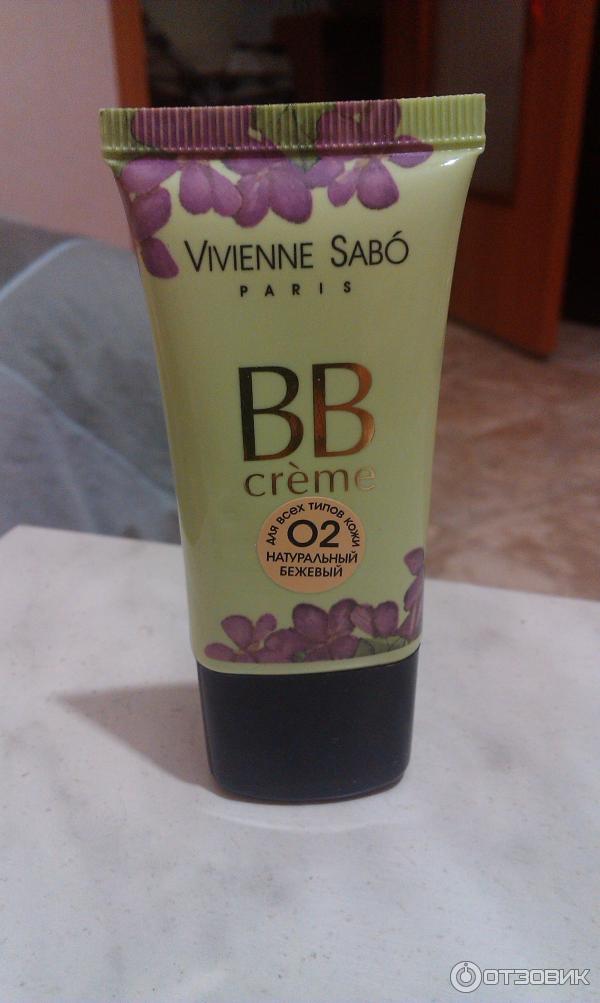 VIVIENNE SABÓ
PARIS
BB
crème
ДЛЯ ВСЕХ ТИПОВ КОЖИ
02
НАТУРАЛЬНЫЙ
БЕЖЕВЫЙ
ОТЗОВИК